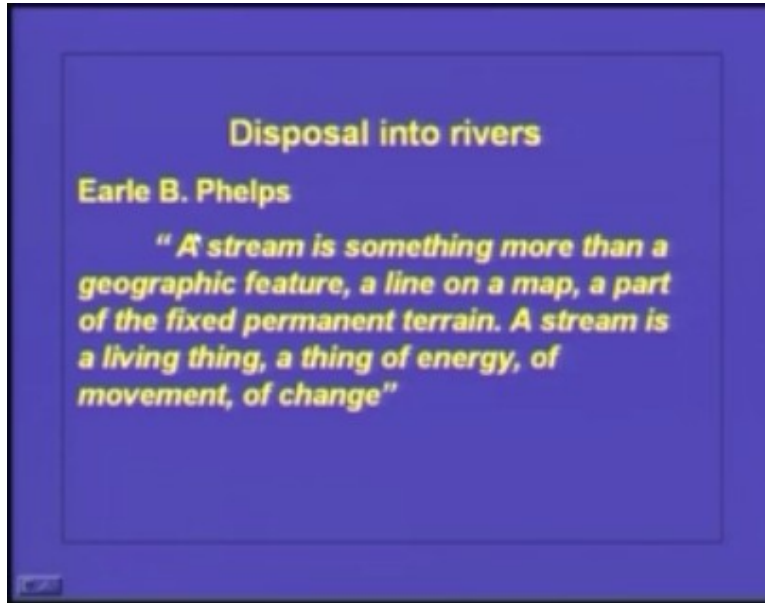 Disposal into rivers
Earle B. Phelps
“ A stream is something more than a
geographic feature, a line on a map, a part
of the fixed permanent terrain. A stream is
a living thing, a thing of energy, of
movement, of change”